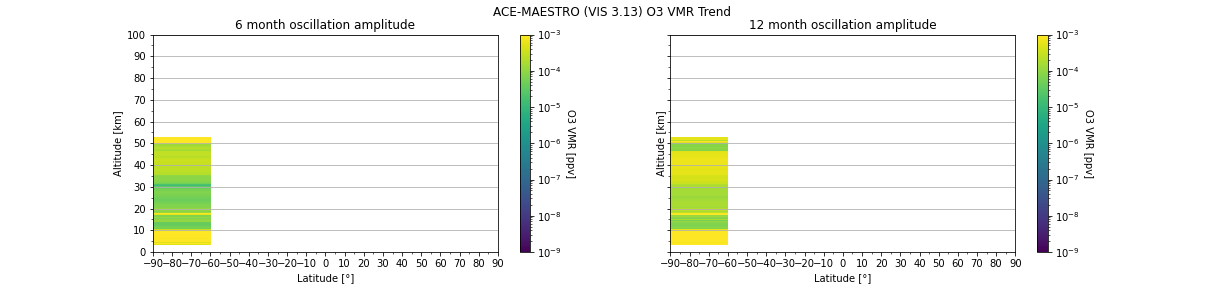 ACE-MAESTRO (VIS 3.13) O3 VMR Trend
6 month oscillation amplitude
12 month oscillation amplitude
100
90
80
70
60
50
40
30
20
10
0
Altitude [km]
−90 −80 −70 −60 −50 −40 −30 −20 −10 0 10 20 30 40 50 60 70 80 90
Latitude [°]
10⁻³
10⁻⁴
10⁻⁵
10⁻⁶
10⁻⁷
10⁻⁸
10⁻⁹
O3 VMR [ppv]
Altitude [km]
−90 −80 −70 −60 −50 −40 −30 −20 −10 0 10 20 30 40 50 60 70 80 90
Latitude [°]
10⁻³
10⁻⁴
10⁻⁵
10⁻⁶
10⁻⁷
10⁻⁸
10⁻⁹
O3 VMR [ppv]